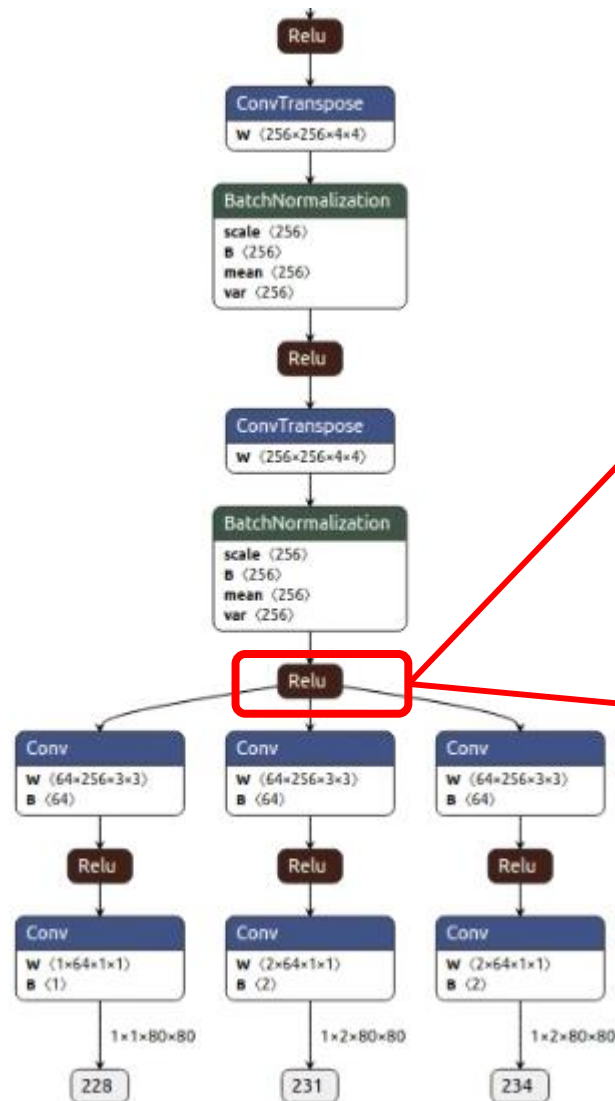 Relu
ConvTranspose
W ⟨256×256×4×4⟩
BatchNormalization
scale ⟨256⟩
B ⟨256⟩
mean ⟨256⟩
var ⟨256⟩
Relu
ConvTranspose
W ⟨256×256×4×4⟩
BatchNormalization
scale ⟨256⟩
B ⟨256⟩
mean ⟨256⟩
var ⟨256⟩
Relu
Conv Conv Conv
W ⟨64×256×3×3⟩ W ⟨64×256×3×3⟩ W ⟨64×256×3×3⟩
B ⟨64⟩ B ⟨64⟩ B ⟨64⟩
Relu Relu Relu
Conv Conv Conv
W ⟨1×64×1×1⟩ W ⟨2×64×1×1⟩ W ⟨2×64×1×1⟩
B ⟨1⟩ B ⟨2⟩ B ⟨2⟩
1×1×80×80 1×2×80×80 1×2×80×80
228 231 234